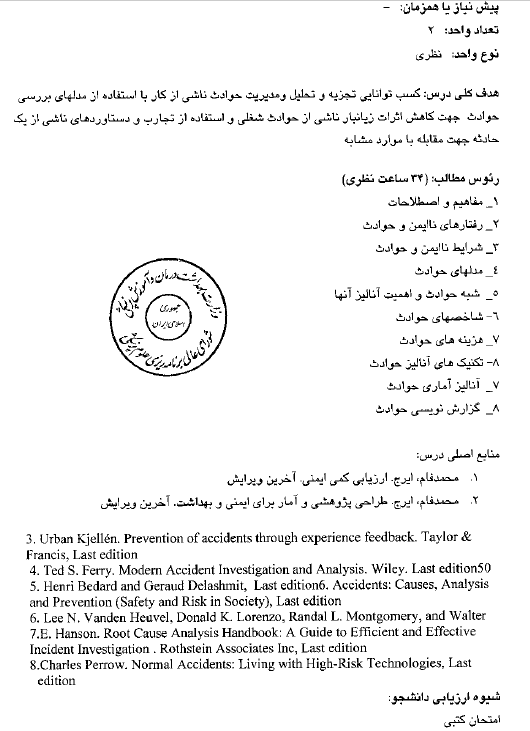 پیش نیاز یا همزمان: –
تعداد واحد: ۲
نوع واحد: نظری
هدف کلی درس: کسب توانایی تجزیه و تحلیل ومدیریت حوادث ناشی از کار با استفاده از مدلهای بررسی
حوادث جهت کاهش اثرات زیانبار ناشی از حوادث شغلی و استفاده از تجارب و دستاوردهای ناشی از یک
حادثه جهت مقابله با موارد مشابه
رئوس مطالب: (۳۴ ساعت نظری)
۱_ مفاهیم و اصطلاحات
۲_ رفتارهای ناایمن و حوادث
۳_ شرایط ناایمن و حوادث
٤_ مدلهای حوادث
٥_ شبه حوادث و اهمیت آنالیز آنها
٦- شاخصهای حوادث
۷_ هزینه های حوادث
۸- تکنیک های آنالیز حوادث
۷_ آنالیز آماری حوادث
۸_ گزارش نویسی حوادث
وزارت بهداشت درمان و آموزش پزشکی
جمهوری
اسلامی ایران
شورای عالی برنامه ریزی علوم پزشکی
منابع اصلی درس:
۱. محمدفام، ایرج. ارزیابی کمی ایمنی. آخرین ویرایش
۲. محمدفام، ایرج. طراحی پژوهشی و آمار برای ایمنی و بهداشت. آخرین ویرایش
3. Urban Kjellén. Prevention of accidents through experience feedback. Taylor &
Francis, Last edition
4. Ted S. Ferry. Modern Accident Investigation and Analysis. Wiley. Last edition50
5. Henri Bedard and Geraud Delashmit, Last edition6. Accidents: Causes, Analysis
and Prevention (Safety and Risk in Society), Last edition
6. Lee N. Vanden Heuvel, Donald K. Lorenzo, Randal L. Montgomery, and Walter
7.E. Hanson. Root Cause Analysis Handbook: A Guide to Efficient and Effective
Incident Investigation . Rothstein Associates Inc, Last edition
8.Charles Perrow. Normal Accidents: Living with High-Risk Technologies, Last
edition
شیوه ارزیابی دانشجو:
امتحان کتبی